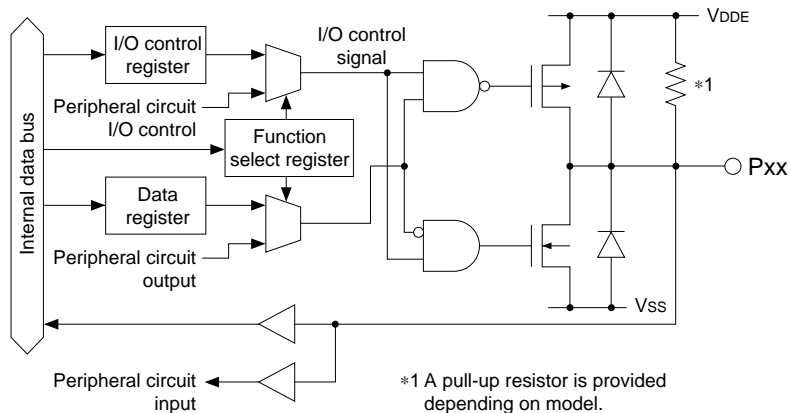 Internal data bus
I/O control
register
Peripheral circuit
I/O control
Function
select register
Data
register
Peripheral circuit
output
Peripheral circuit
input
I/O control
signal
VDDE
*1
Pxx
VSS
*1 A pull-up resistor is provided
depending on model.